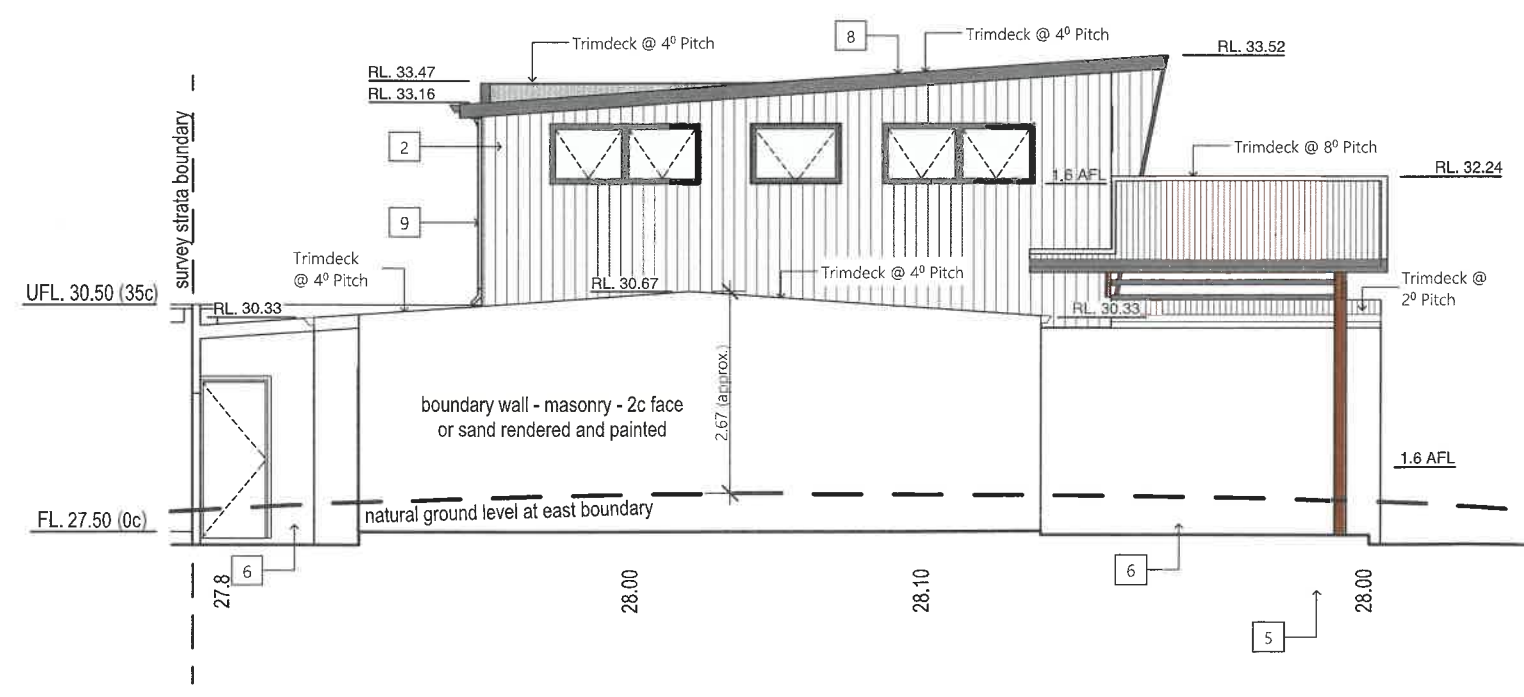 Trimdeck @ 4⁰ Pitch
8
Trimdeck @ 4⁰ Pitch
RL. 33.52
RL. 33.47
RL. 33.16
survey strata boundary
2
Trimdeck @ 8⁰ Pitch
1.6 AFL
RL. 32.24
9
Trimdeck
@ 4⁰ Pitch
Trimdeck @ 4⁰ Pitch
Trimdeck @
2⁰ Pitch
UFL. 30.50 (35c)
RL. 30.67
RL. 30.33
RL. 30.33
2.67 (approx.)
boundary wall - masonry - 2c face
or sand rendered and painted
1.6 AFL
natural ground level at east boundary
FL. 27.50 (0c)
6
6
27.8
28.00
28.10
28.00
5